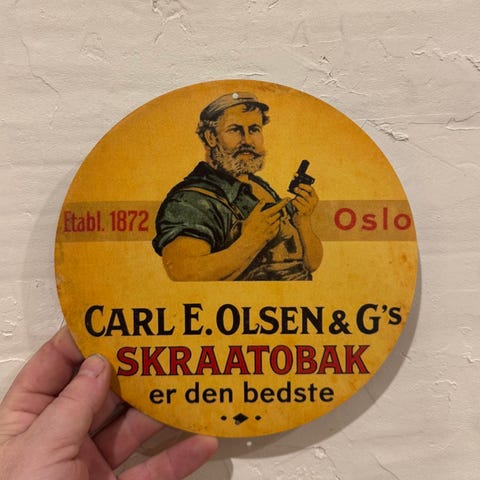 Etabl. 1872 Oslo
CARL E. OLSEN & G's
SKRAATOBAK
er den bedste